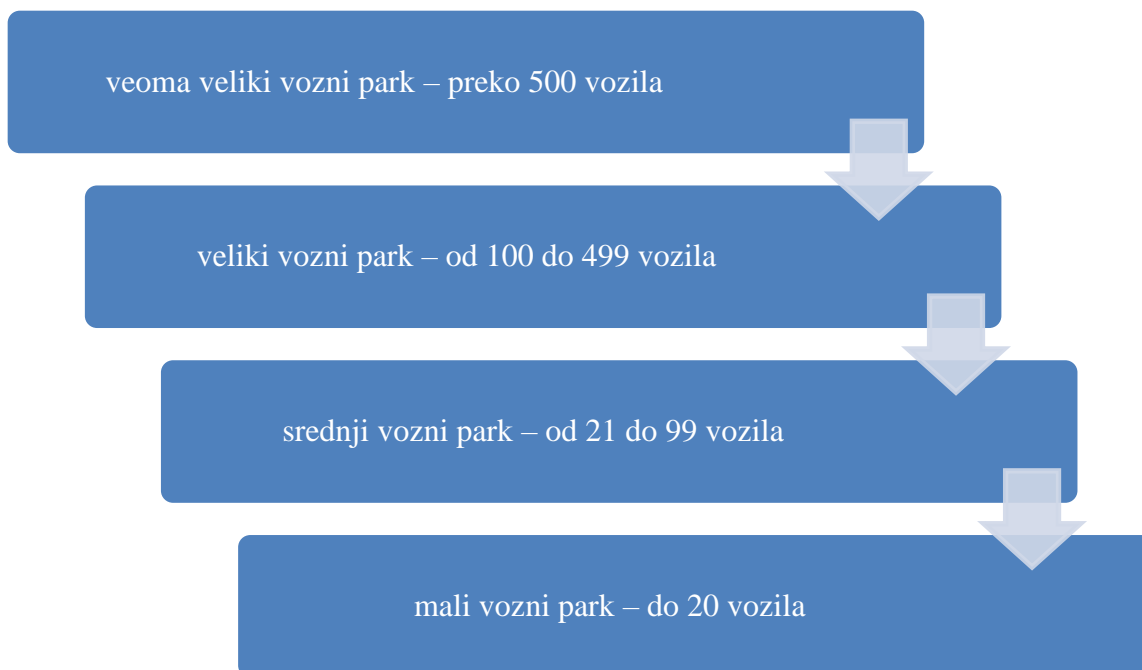 veoma veliki vozni park – preko 500 vozila
veliki vozni park – od 100 do 499 vozila
srednji vozni park – od 21 do 99 vozila
mali vozni park – do 20 vozila